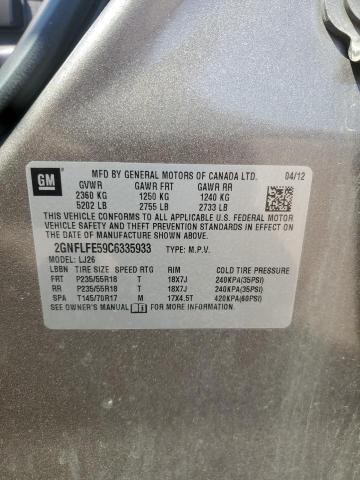 GM
MFD BY GENERAL MOTORS OF CANADA LTD. 04/12
GVWR GAWR FRT GAWR RR
2360 KG 1250 KG 1240 KG
5202 LB 2755 LB 2733 LB
THIS VEHICLE CONFORMS TO ALL APPLICABLE U.S. FEDERAL
MOTOR VEHICLE SAFETY AND THEFT PREVENTION STANDARDS
IN EFFECT ON THE DATE OF MANUFACTURE SHOWN ABOVE.
2GNFLFE59C6335933 TYPE: M.P.V.
MODEL: LJ26
LBBN TIRE SIZE SPEED RTG RIM COLD TIRE PRESSURE
FRT P235/55R18 T 18X7J 240KPA(35PSI)
RR P235/55R18 T 18X7J 240KPA(35PSI)
SPA T145/70R17 M 17X4.5T 420KPA(60PSI)
SEE OWNER'S MANUAL FOR MORE INFORMATION